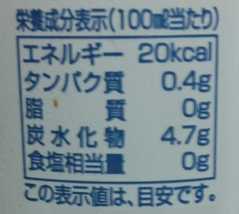 栄養成分表示(100㎖当たり)
エネルギー 20kcal
タンパク質 0.4g
脂質 0g
炭水化物 4.7g
食塩相当量 0g
この表示値は、目安です。